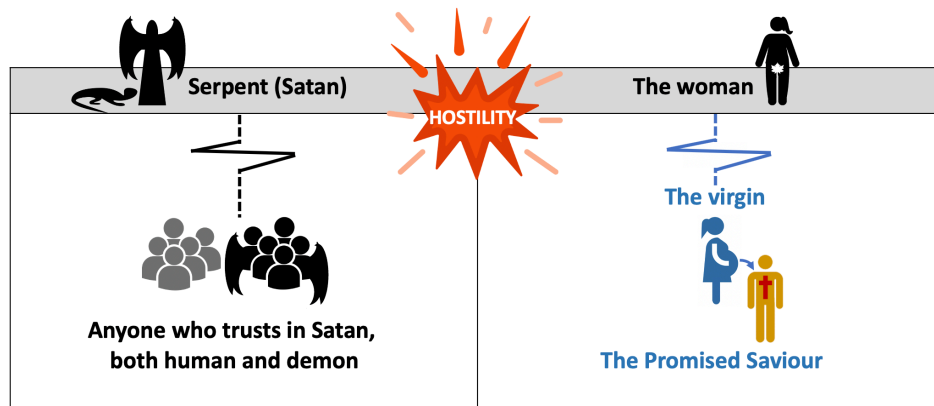 Serpent (Satan)
HOSTILITY
The woman
The virgin
Anyone who trusts in Satan,
both human and demon
The Promised Saviour